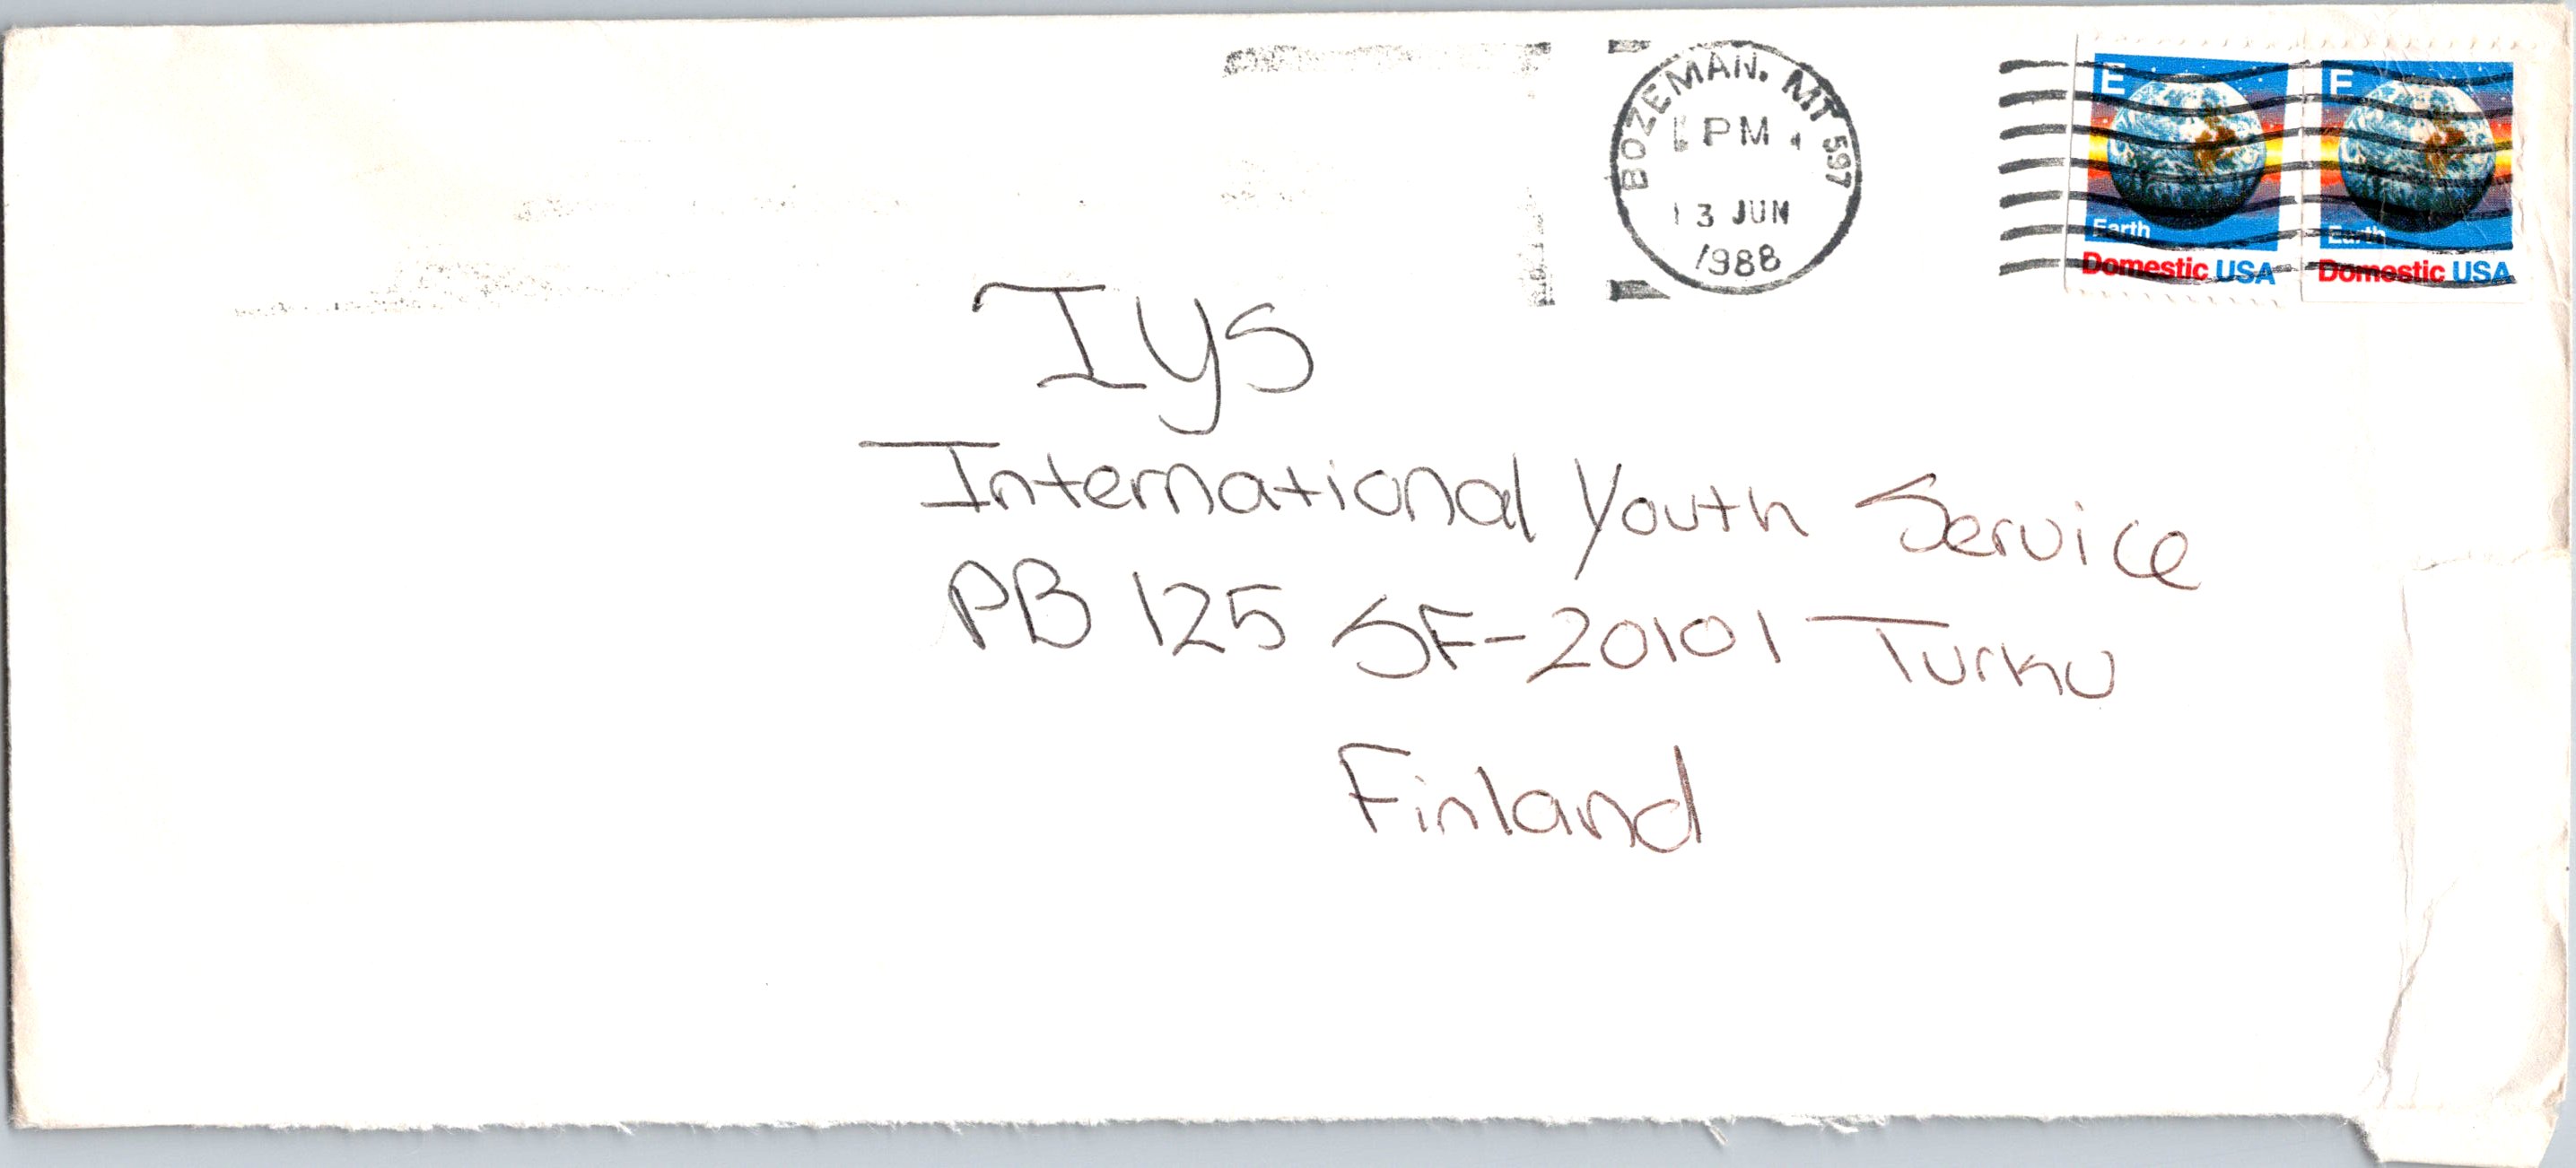 BOZEMAN, MT 597
PM
13 JUN
1988
E
Earth
Domestic USA
E
Earth
Domestic USA
IYS
International Youth Service
PB 125 SF-20101 Turku
Finland